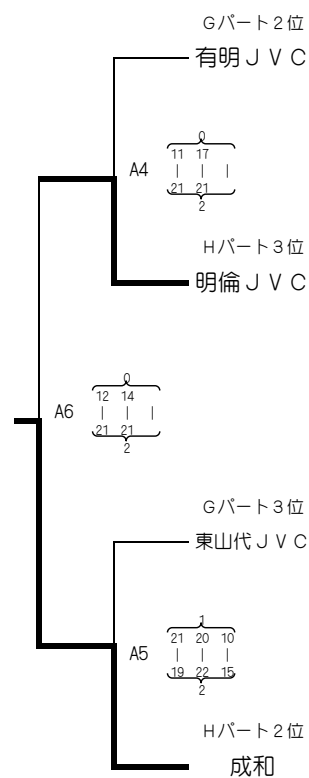 Gパート2位
有明JVC
0
11 17
A4 | | |
21 21
2
Hパート3位
明倫JVC
0
12 14
A6 | | |
21 21
2
Gパート3位
東山代JVC
1
21 20 10
A5 | | |
19 22 15
2
Hパート2位
成和